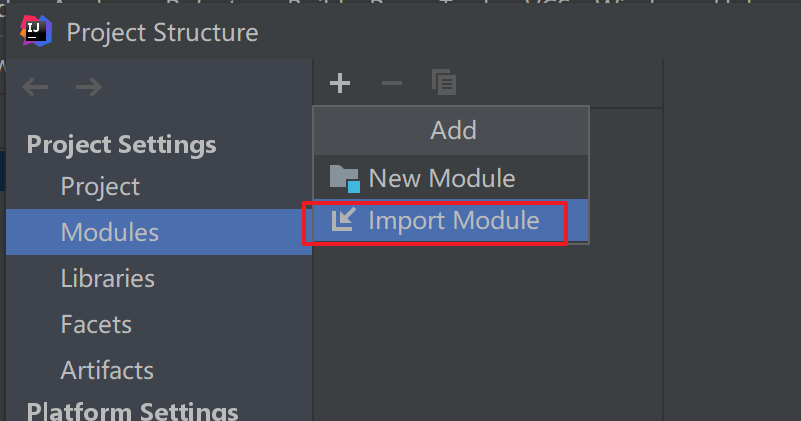 IJ
Project Structure
Project Settings
Project
Modules
Libraries
Facets
Artifacts
Platform Settings
Add
New Module
Import Module